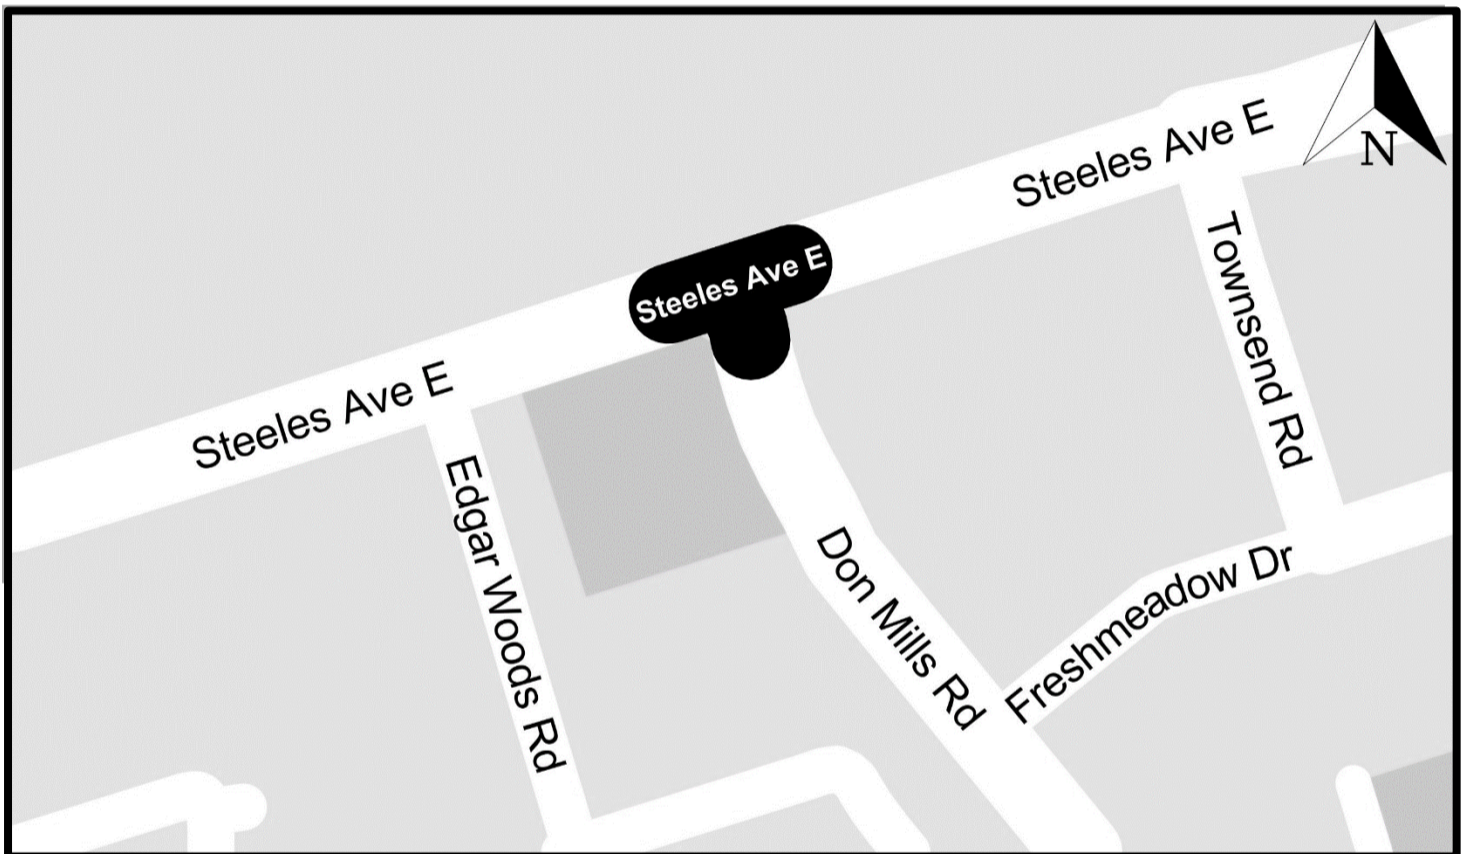 Steeles Ave E
N
Steeles Ave E
Townsend Rd
Steeles Ave E
Edgar Woods Rd
Don Mills Rd
Freshmeadow Dr